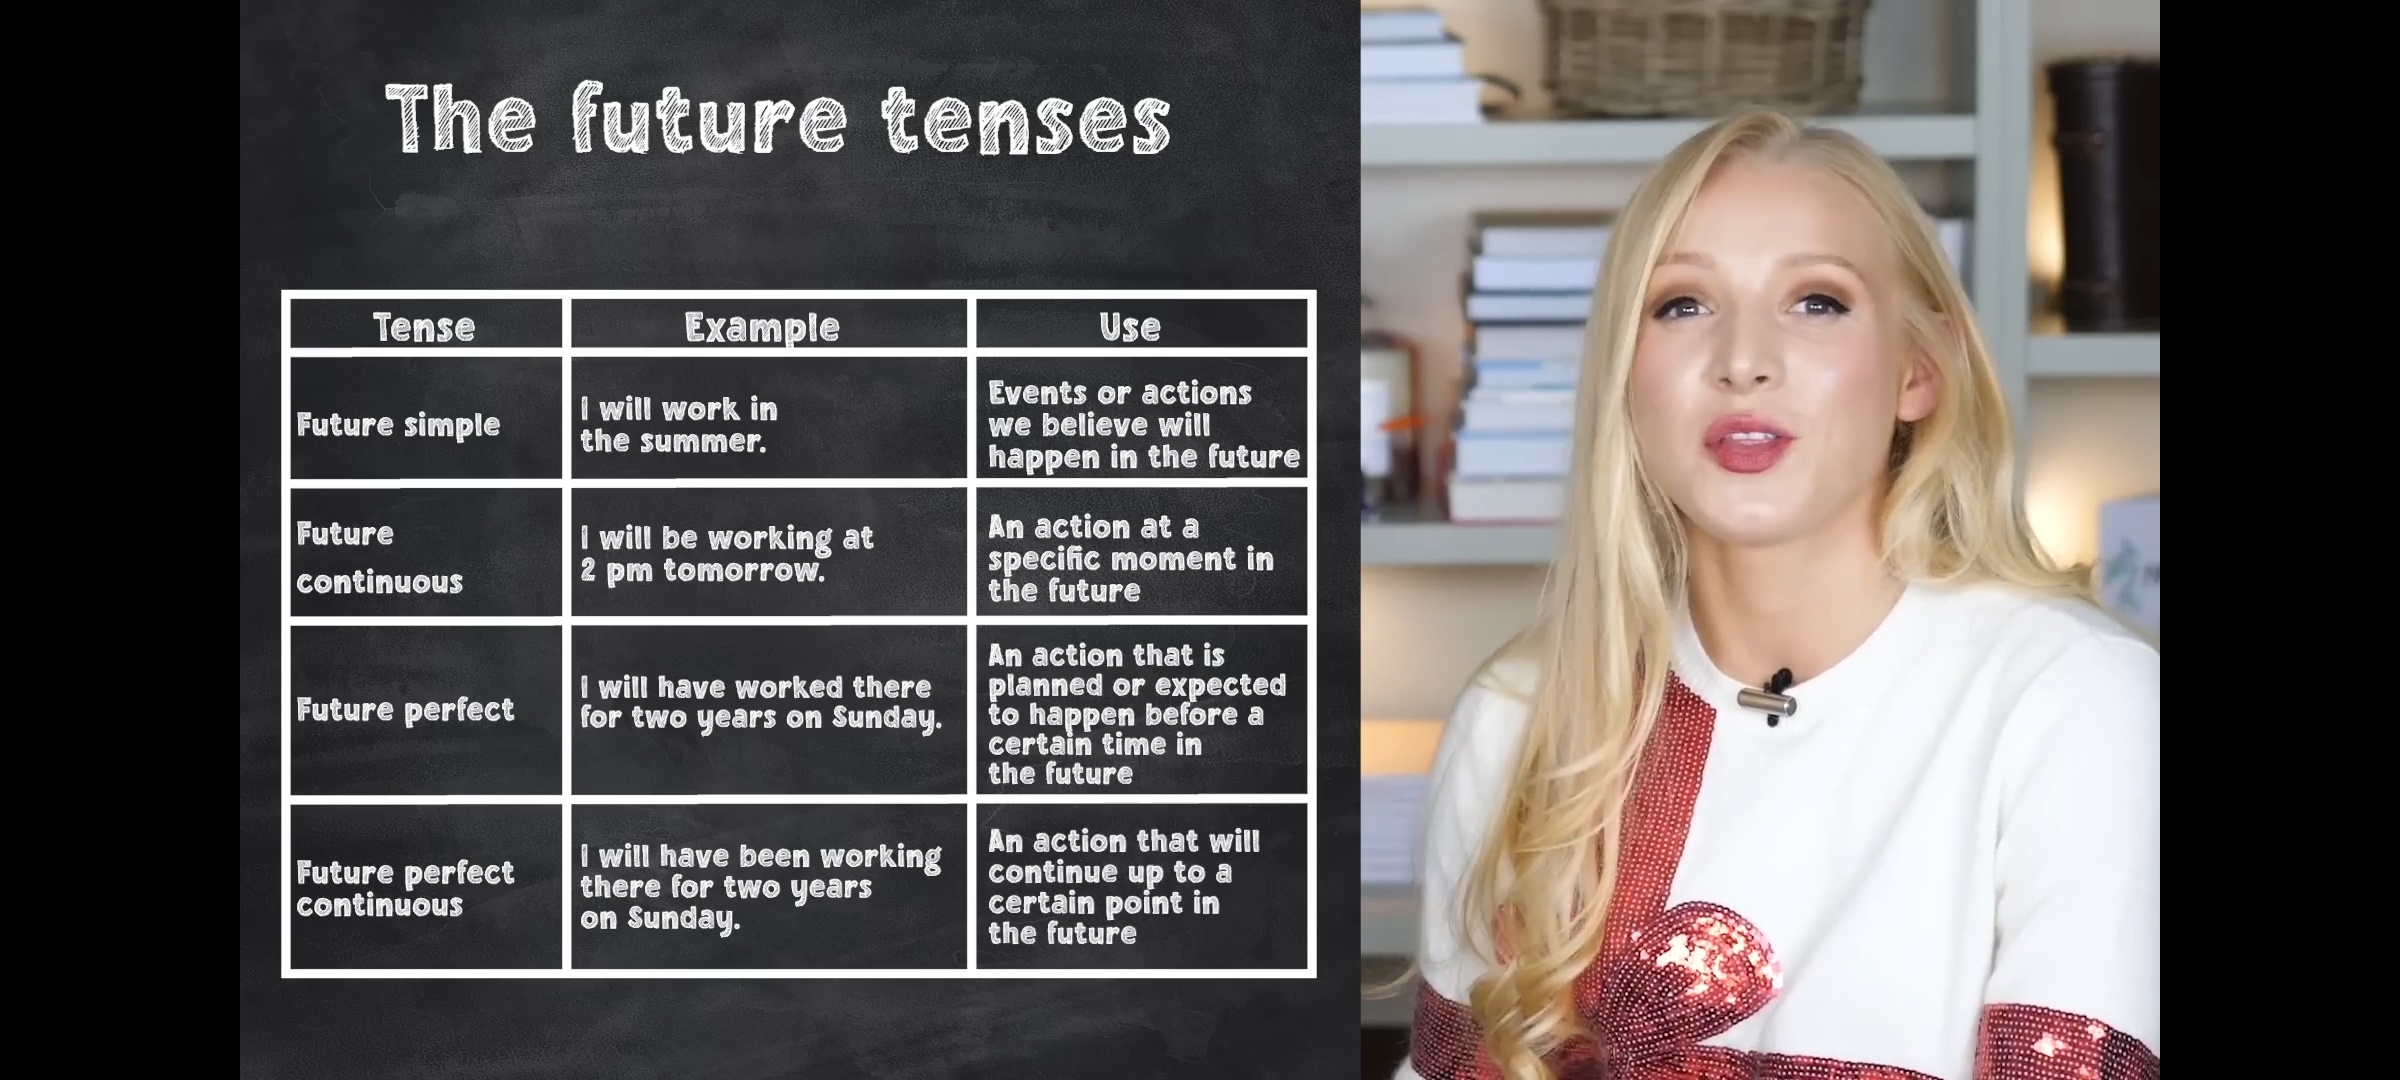 The future tenses
Tense
Example
Use
Future simple
I will work in
the summer.
Events or actions
we believe will
happen in the future
Future
continuous
I will be working at
2 pm tomorrow.
An action at a
specific moment in
the future
Future perfect
I will have worked there
for two years on Sunday.
An action that is
planned or expected
to happen before a
certain time in
the future
Future perfect
continuous
I will have been working
there for two years
on Sunday.
An action that will
continue up to a
certain point in
the future